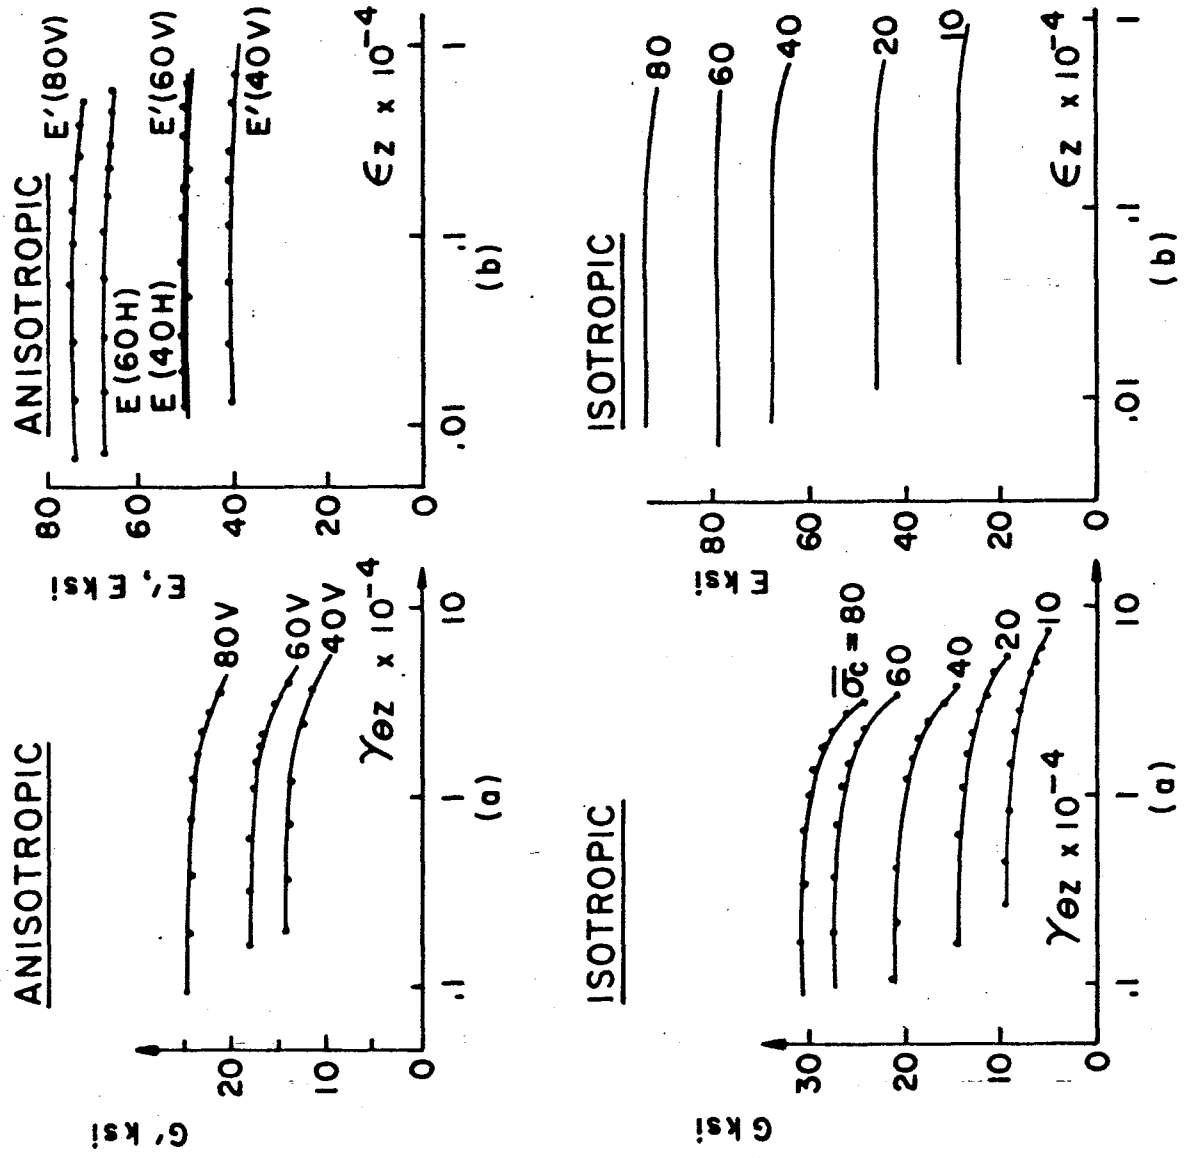 ANISOTROPIC
G' ksi
20
10
0
.1
1
10
γθz x 10⁻⁴
80V
60V
40V
(a)
ANISOTROPIC
E', E ksi
80
60
40
20
0
.01
.1
1
εz x 10⁻⁴
E'(80V)
E (60H)
E (40H)
E'(60V)
E'(40V)
(b)
ISOTROPIC
G ksi
30
20
10
0
.1
1
10
γθz x 10⁻⁴
σ̄c = 80
60
40
20
10
(a)
ISOTROPIC
E ksi
80
60
40
20
0
.01
.1
1
εz x 10⁻⁴
80
60
40
20
10
(b)